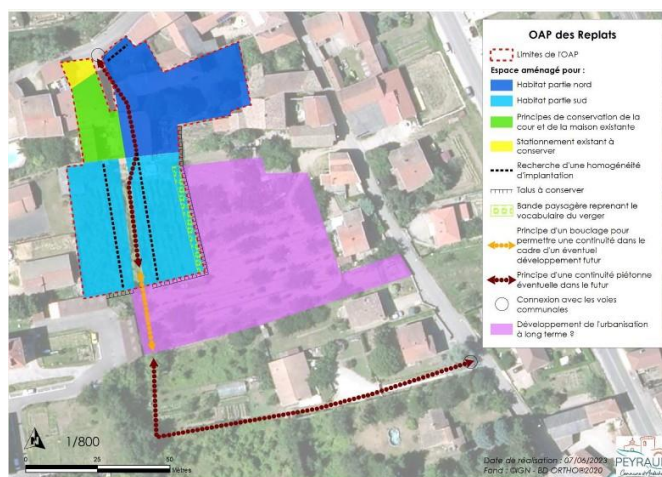 OAP des Replats
Limites de l'OAP
Espace aménagé pour :
Habitat partie nord
Habitat partie sud
Principes de conservation de la
cour et de la maison existante
Stationnement existant à
conserver
Recherche d'une homogénéité
d'implantation
Talus à conserver
Bande paysagère reprenant le
vocabulaire du verger
Principe d'un bouclage pour
permettre une continuité dans le
cadre d'un éventuel
développement futur
Principe d'une continuité piétonne
éventuelle dans le futur
Connexion avec les voies
communales
Développement de l'urbanisation
à long terme ?
1/800
0 25 50
Mètres
Date de réalisation : 07/06/2023
Fond : ©IGN - BD ORTHO®2020
PEYRAUD